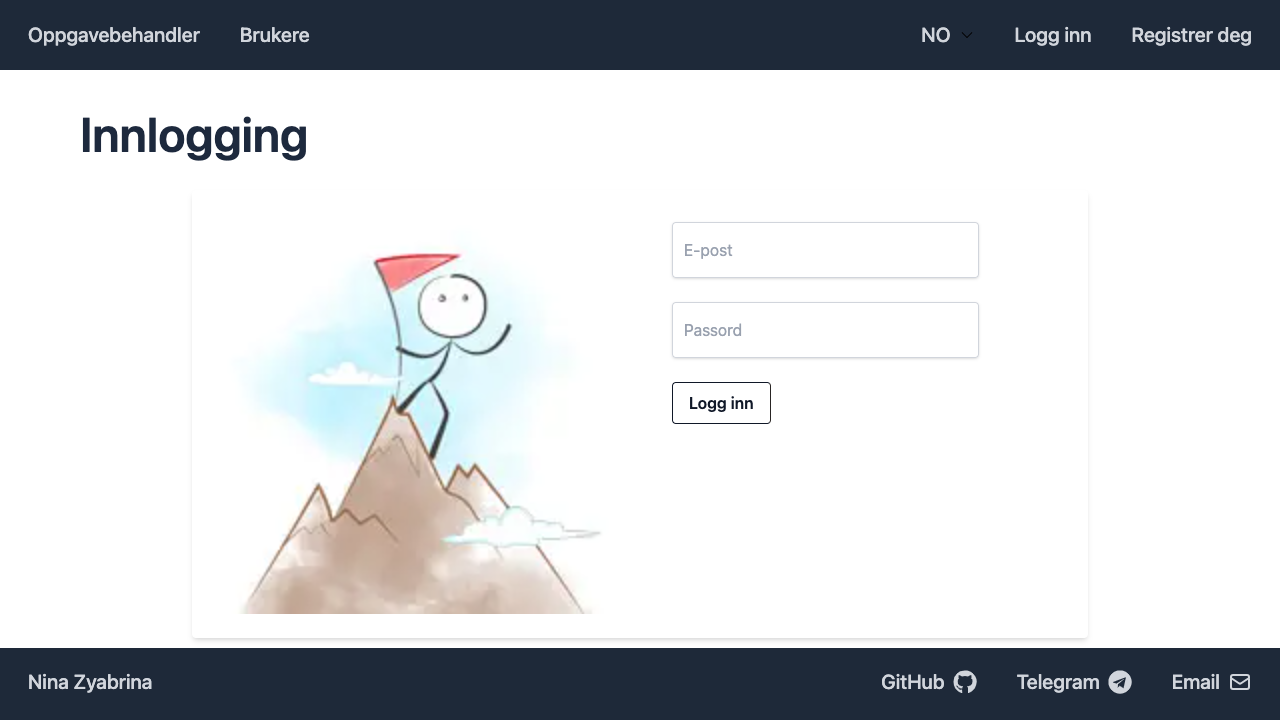 Oppgavebehandler Brukere NO Logg inn Registrer deg
Innlogging
E-post
Passord
Logg inn
Nina Zyabrina GitHub Telegram Email